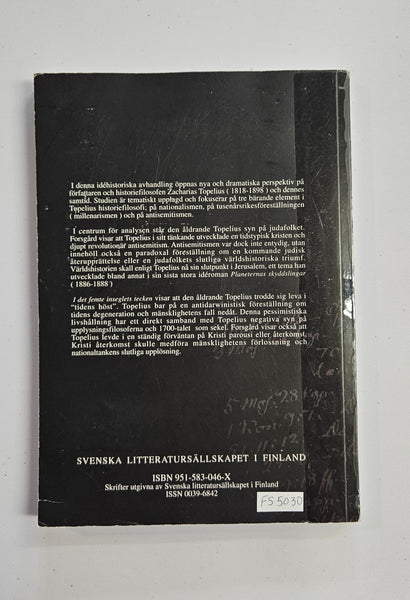 I denna idéhistoriska avhandling öppnas nya och dramatiska perspektiv på
författaren och historiefilosofen Zacharias Topelius ( 1818-1898 ) och dennes
samtid. Studien är tematiskt upplagd och fokuserar på tre bärande element i
Topelius historiefilosofi; på nationalismen, på tusenårsrikesföreställningen
( millenarismen ) och på antisemitismen.
I centrum för analysen står den åldrande Topelius syn på judafolket.
Forsgård visar att Topelius i sitt tänkande utvecklade en tidstypisk kristen och
djupt revolutionär antisemitism. Antisemitismen var dock inte entydig, utan
innehöll också en paradoxal föreställning om en kommande judisk
återupprättelse eller en judafolkets slutliga världshistoriska triumf.
Världshistorien skall enligt Topelius nå sin slutpunkt i Jerusalem, ett tema han
utvecklade bland annat i sin sista stora idéroman Planeternas skyddslingar
( 1886-1888 )
I det femte inseglets tecken visar att den åldrande Topelius trodde sig leva i
"tidens höst". Topelius bar på en antidarwinistisk föreställning om
tidens degeneration och mänsklighetens fall nedåt. Denna pessimistiska
livshållning har ett direkt samband med Topelius negativa syn på
upplysningsfilosoferna och 1700-talet som sekel. Forsgård visar också att
Topelius levde i en ständig förväntan på Kristi parousi eller återkomst.
Kristi återkomst skulle medföra mänsklighetens förlossning och
nationaltankens slutliga upplösning.
5 Maj. 28
SVENSKA LITTERATURSÄLLSKAPET I FINLAND
ISBN 951-583-046-X
Skrifter utgivna av Svenska litteratursällskapet i Finland
ISSN 0039-6842
FS 5030